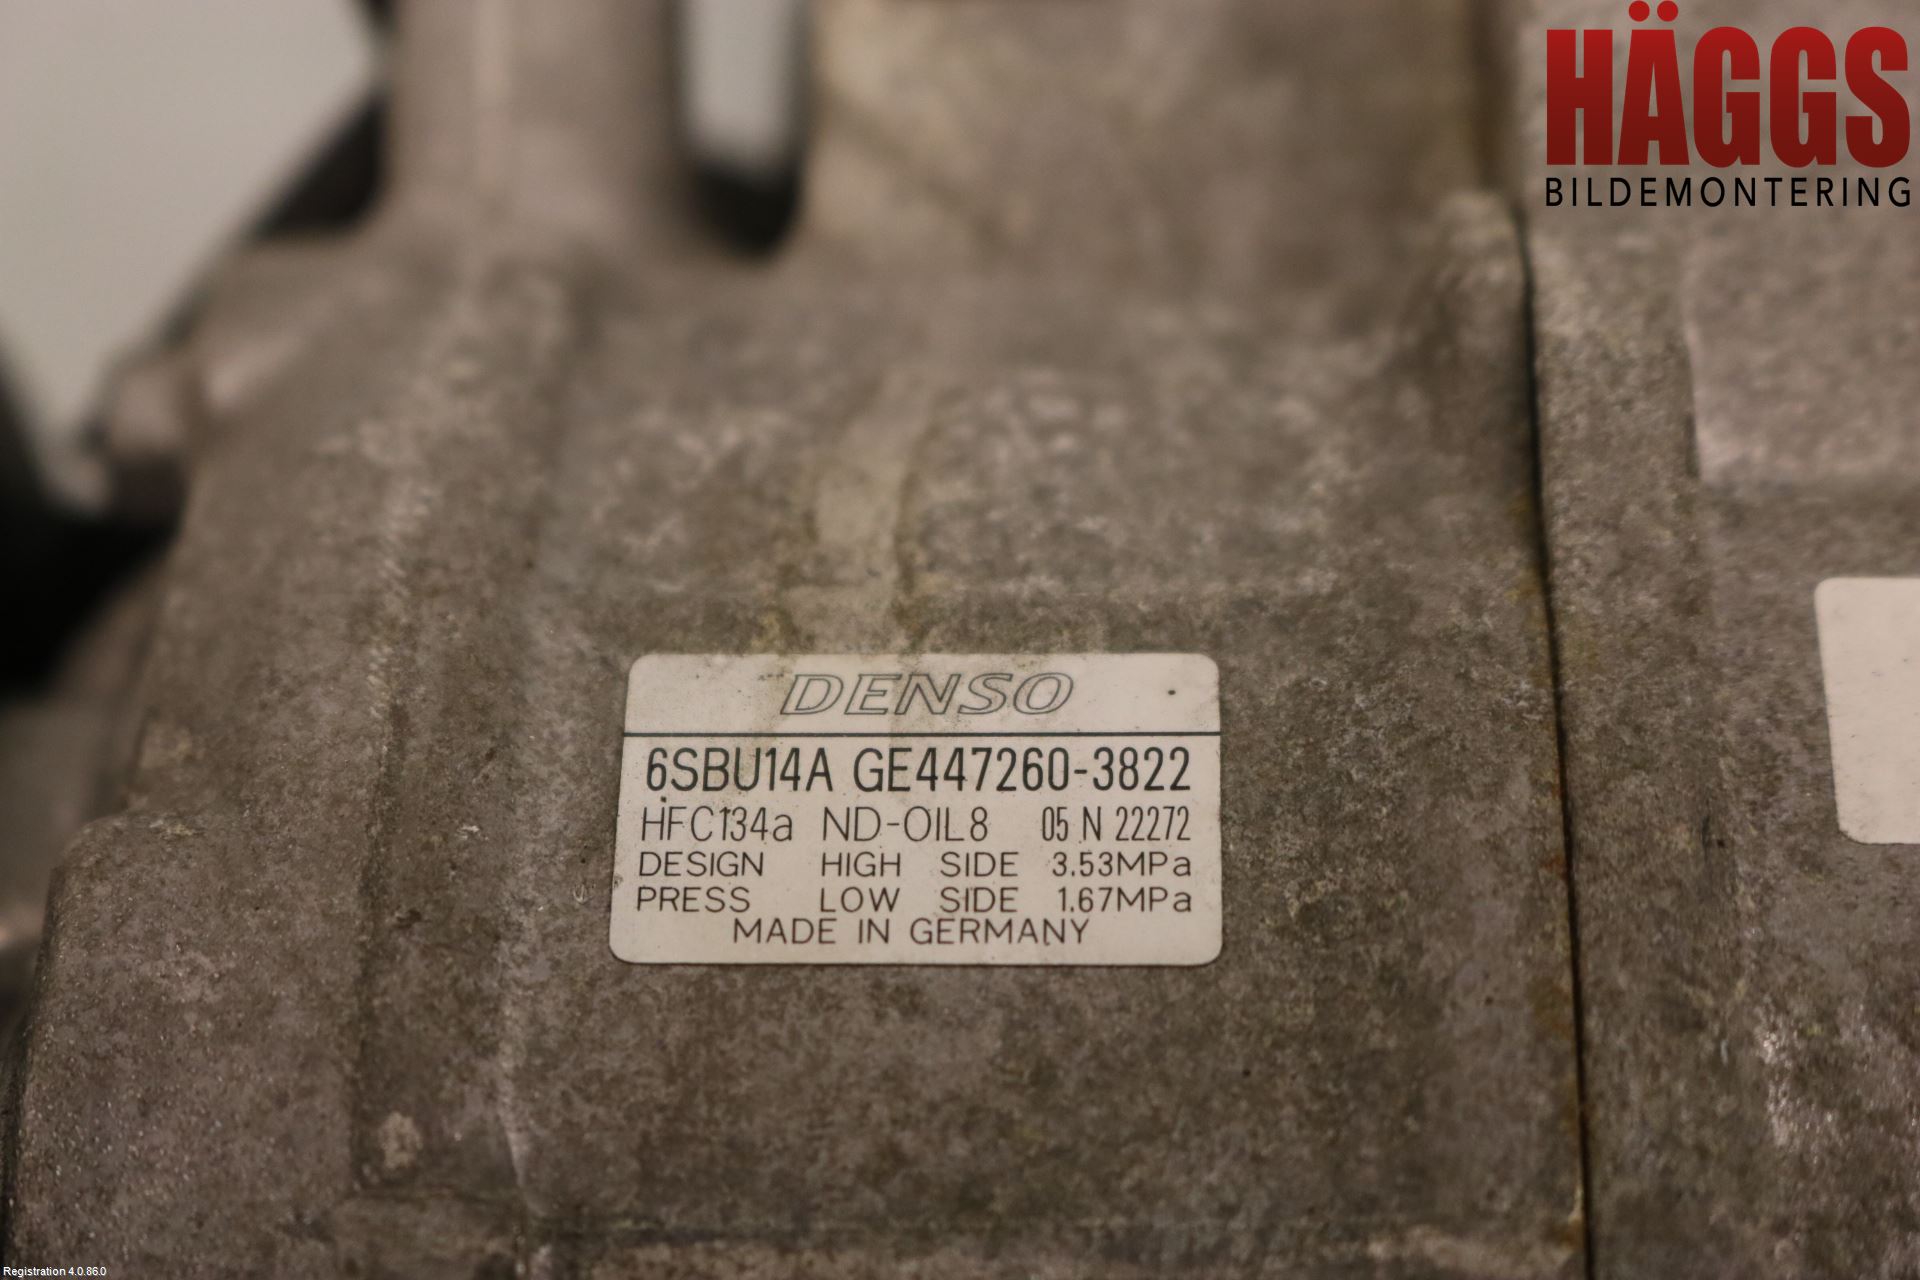 HÄGGS
BILDEMONTERING
DENSO
6SBU14A GE447260-3822
HFC134a ND-OIL8 05 N 22272
DESIGN HIGH SIDE 3.53MPa
PRESS LOW SIDE 1.67MPa
MADE IN GERMANY
Registration 4.0.86.0